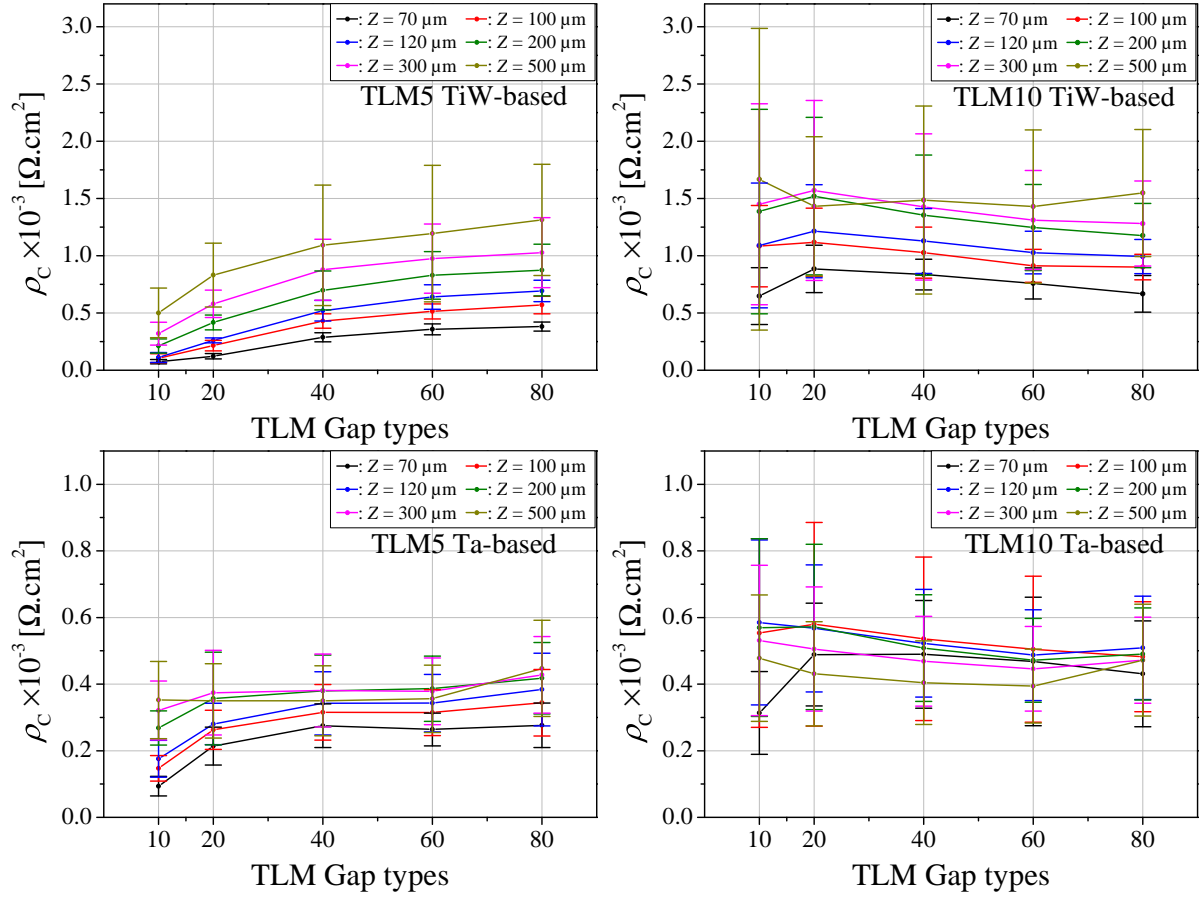 : Z = 70 µm : Z = 100 µm
: Z = 120 µm : Z = 200 µm
: Z = 300 µm : Z = 500 µm
TLM5 TiW-based
3.0
2.5
2.0
1.5
1.0
0.5
0.0
ρC ×10⁻³ [Ω.cm²]
10 20 40 60 80
TLM Gap types
: Z = 70 µm : Z = 100 µm
: Z = 120 µm : Z = 200 µm
: Z = 300 µm : Z = 500 µm
TLM10 TiW-based
3.0
2.5
2.0
1.5
1.0
0.5
0.0
ρC ×10⁻³ [Ω.cm²]
10 20 40 60 80
TLM Gap types
: Z = 70 µm : Z = 100 µm
: Z = 120 µm : Z = 200 µm
: Z = 300 µm : Z = 500 µm
TLM5 Ta-based
1.0
0.8
0.6
0.4
0.2
0.0
ρC ×10⁻³ [Ω.cm²]
10 20 40 60 80
TLM Gap types
: Z = 70 µm : Z = 100 µm
: Z = 120 µm : Z = 200 µm
: Z = 300 µm : Z = 500 µm
TLM10 Ta-based
1.0
0.8
0.6
0.4
0.2
0.0
ρC ×10⁻³ [Ω.cm²]
10 20 40 60 80
TLM Gap types